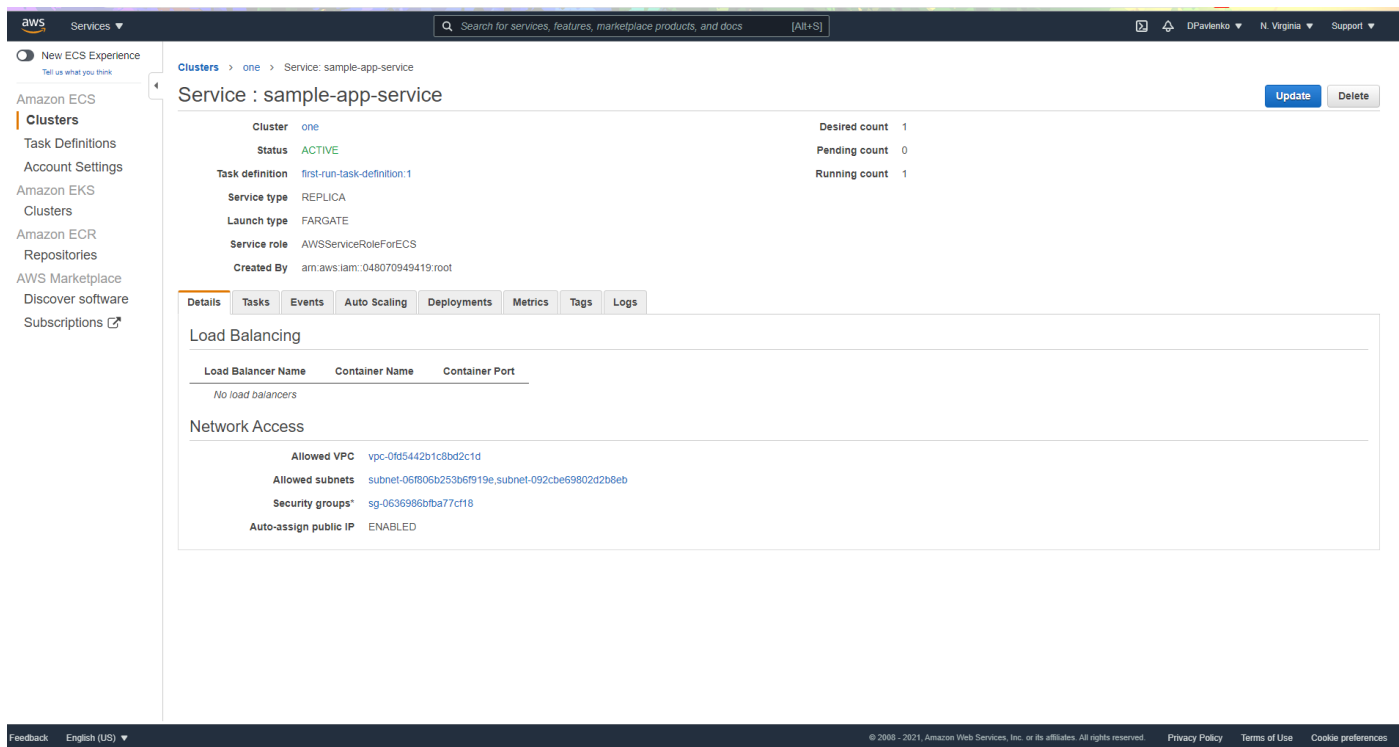 aws Services ▼ Search for services, features, marketplace products, and docs [Alt+S] DPavlenko ▼ N. Virginia ▼ Support ▼
New ECS Experience
Tell us what you think
Amazon ECS
Clusters
Task Definitions
Account Settings
Amazon EKS
Clusters
Amazon ECR
Repositories
AWS Marketplace
Discover software
Subscriptions
Clusters > one > Service: sample-app-service
Service : sample-app-service
Update Delete
Cluster one
Status ACTIVE
Task definition first-run-task-definition:1
Service type REPLICA
Launch type FARGATE
Service role AWSServiceRoleForECS
Created By arn:aws:iam::048070949419:root
Desired count 1
Pending count 0
Running count 1
Details Tasks Events Auto Scaling Deployments Metrics Tags Logs
Load Balancing
Load Balancer Name Container Name Container Port
No load balancers
Network Access
Allowed VPC vpc-0fd5442b1c8bd2c1d
Allowed subnets subnet-06f806b253b6f919e,subnet-092cbe69802d2b8eb
Security groups* sg-0636986bfba77cf18
Auto-assign public IP ENABLED
Feedback English (US) ▼ © 2008 - 2021, Amazon Web Services, Inc. or its affiliates. All rights reserved. Privacy Policy Terms of Use Cookie preferences